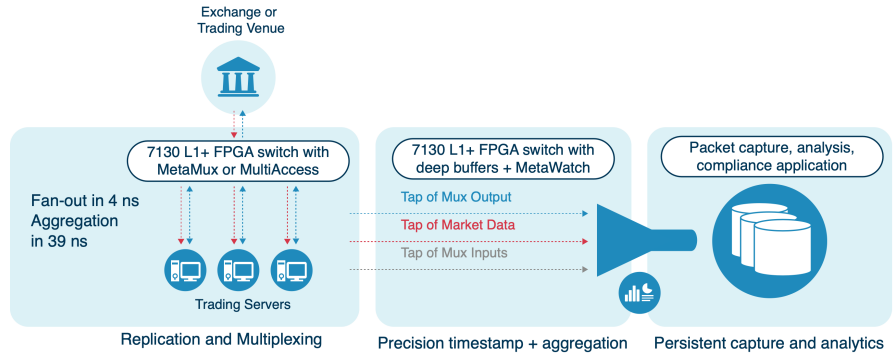 Exchange or
Trading Venue
7130 L1+ FPGA switch with
MetaMux or MultiAccess
Fan-out in 4 ns
Aggregation
in 39 ns
Trading Servers
Replication and Multiplexing
7130 L1+ FPGA switch with
deep buffers + MetaWatch
Tap of Mux Output
Tap of Market Data
Tap of Mux Inputs
Precision timestamp + aggregation
Packet capture, analysis,
compliance application
Persistent capture and analytics